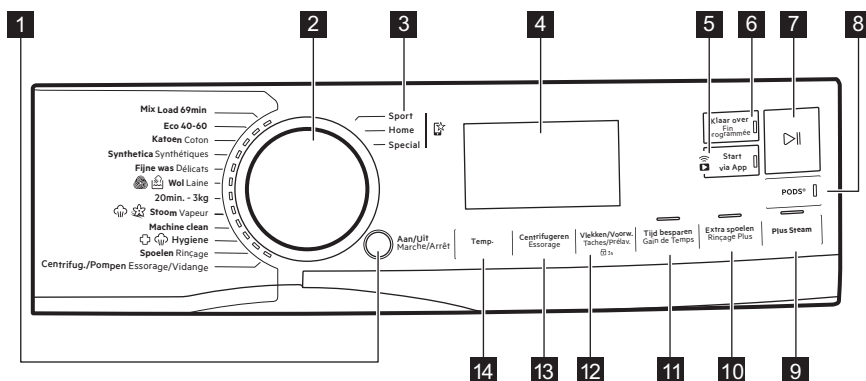 1
2
3
4
5
6
7
8
Mix Load 69min
Eco 40-60
Katoen Coton
Synthetica Synthétiques
Fijne was Délicats
Wol Laine
20min. - 3kg
Stoom Vapeur
Machine clean
Hygiene
Spoelen Rinçage
Centrifug./Pompen Essorage/Vidange
Sport
Home
Special
Aan/Uit
Marche/Arrêt
Klaar over
Fin
rogrammée
Start
via App
PODS®
Temp.
Centrifugeren
Essorage
Vlekken/Voorw.
Taches/Prélav.
3s
Tijd besparen
Gain de Temps
Extra spoelen
Rinçage Plus
Plus Steam
14
13
12
11
10
9